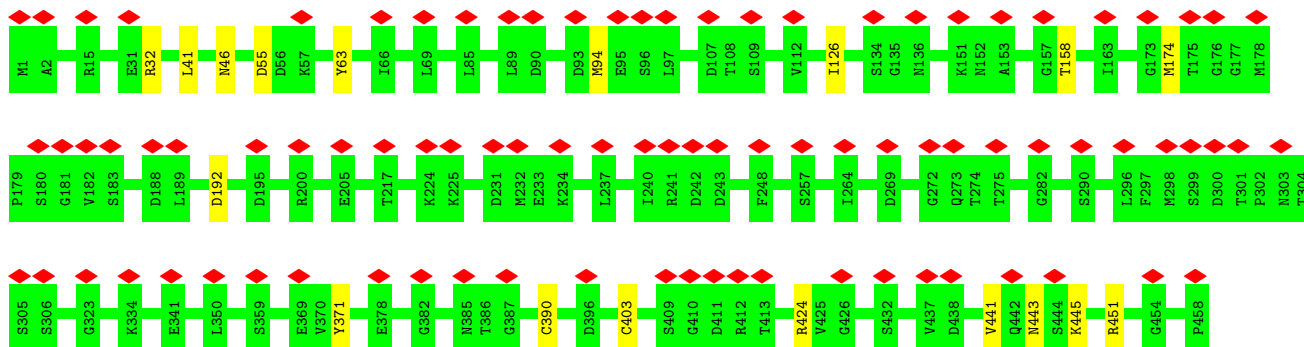 M1 A2 R15 E31 R32 L41 N46 D55 D56 K57 Y63 I66 L69 L85 L89 D90 D93 M94 E95 S96 L97 D107 T108 S109 V112 I126 S134 G135 N136 K151 N152 A153 G157 T158 I163 G173 M174 T175 G176 G177 M178
P179 S180 G181 V182 S183 D188 L189 D192 D195 R200 E205 T217 K224 K225 D231 M232 E233 K234 L237 I240 R241 D242 D243 F248 S257 I264 D269 G272 Q273 T274 T275 G282 S290 L296 F297 M298 S299 D300 T301 P302 N303 T304
S305 S306 G323 K334 E341 L350 S359 E369 V370 Y371 E378 G382 N385 T386 G387 C390 D396 C403 S409 G410 D411 R412 T413 R424 V425 G426 S432 V437 D438 V441 Q442 N443 S444 K445 R451 G454 P458